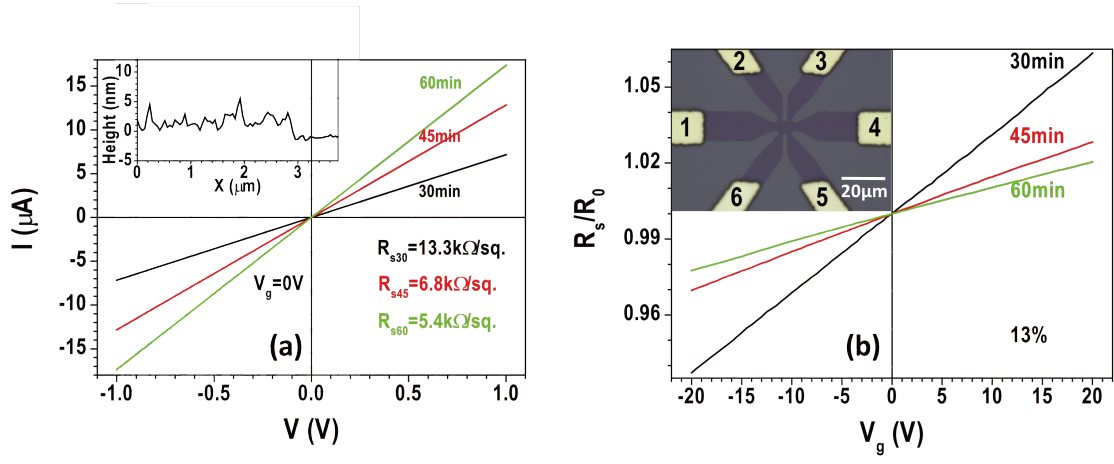 10
5
0
-5
Height (nm)
0
1
2
3
X (μm)
15
10
5
0
-5
-10
-15
I (μA)
60min
45min
30min
V_g=0V
R_s30=13.3kΩ/sq.
R_s45=6.8kΩ/sq.
R_s60=5.4kΩ/sq.
(a)
-1.0
-0.5
0.0
0.5
1.0
V (V)
1.05
1.02
0.99
0.96
R_s/R_0
2
3
1
4
6
5
20μm
30min
45min
60min
(b)
13%
-20
-15
-10
-5
0
5
10
15
20
V_g (V)